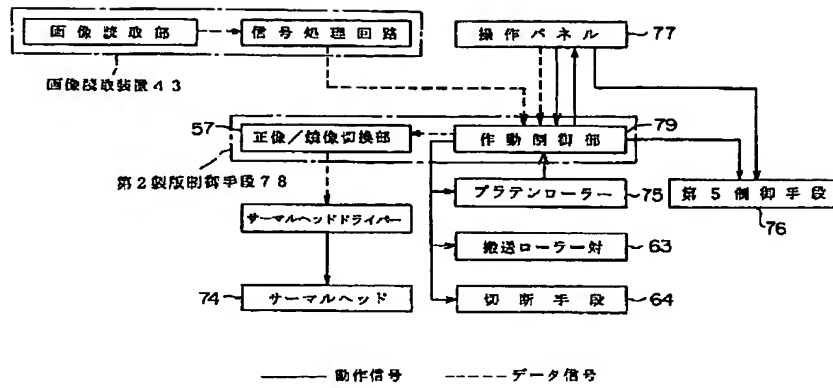 画像読取部
信号処理回路
操作パネル
77
画像読取装置43
57
正像/鏡像切換部
作動制御部
79
第2製版制御手段78
プラテンローラー
75
第5制御手段
76
サーマルヘッドドライバー
搬送ローラー対
63
74
サーマルヘッド
切断手段
64
動作信号
データ信号